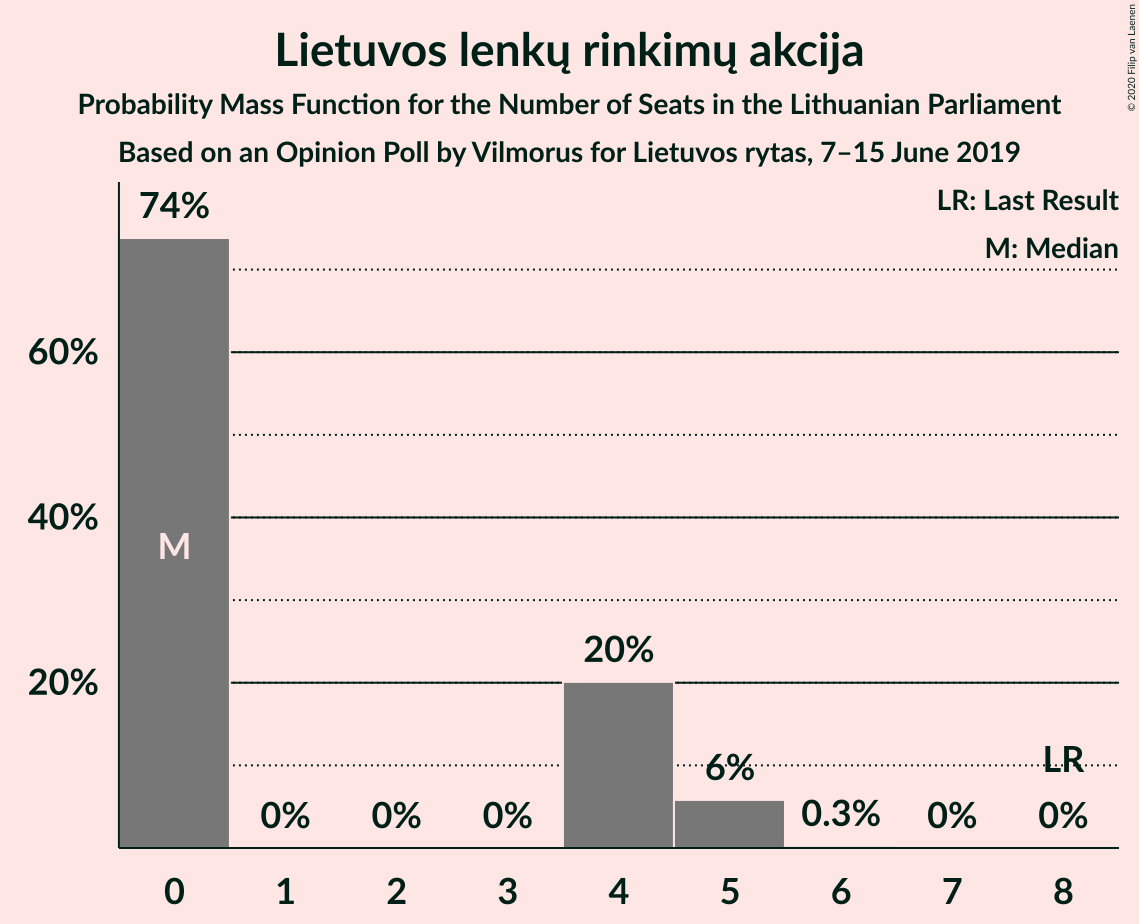 Lietuvos lenkų rinkimų akcija
Probability Mass Function for the Number of Seats in the Lithuanian Parliament
Based on an Opinion Poll by Vilmorus for Lietuvos rytas, 7–15 June 2019
© 2020 Filip van Laenen
LR: Last Result
M: Median
74%
60%
40%
M
20%
20%
LR
6%
0% 0% 0% 0.3% 0% 0%
0 1 2 3 4 5 6 7 8